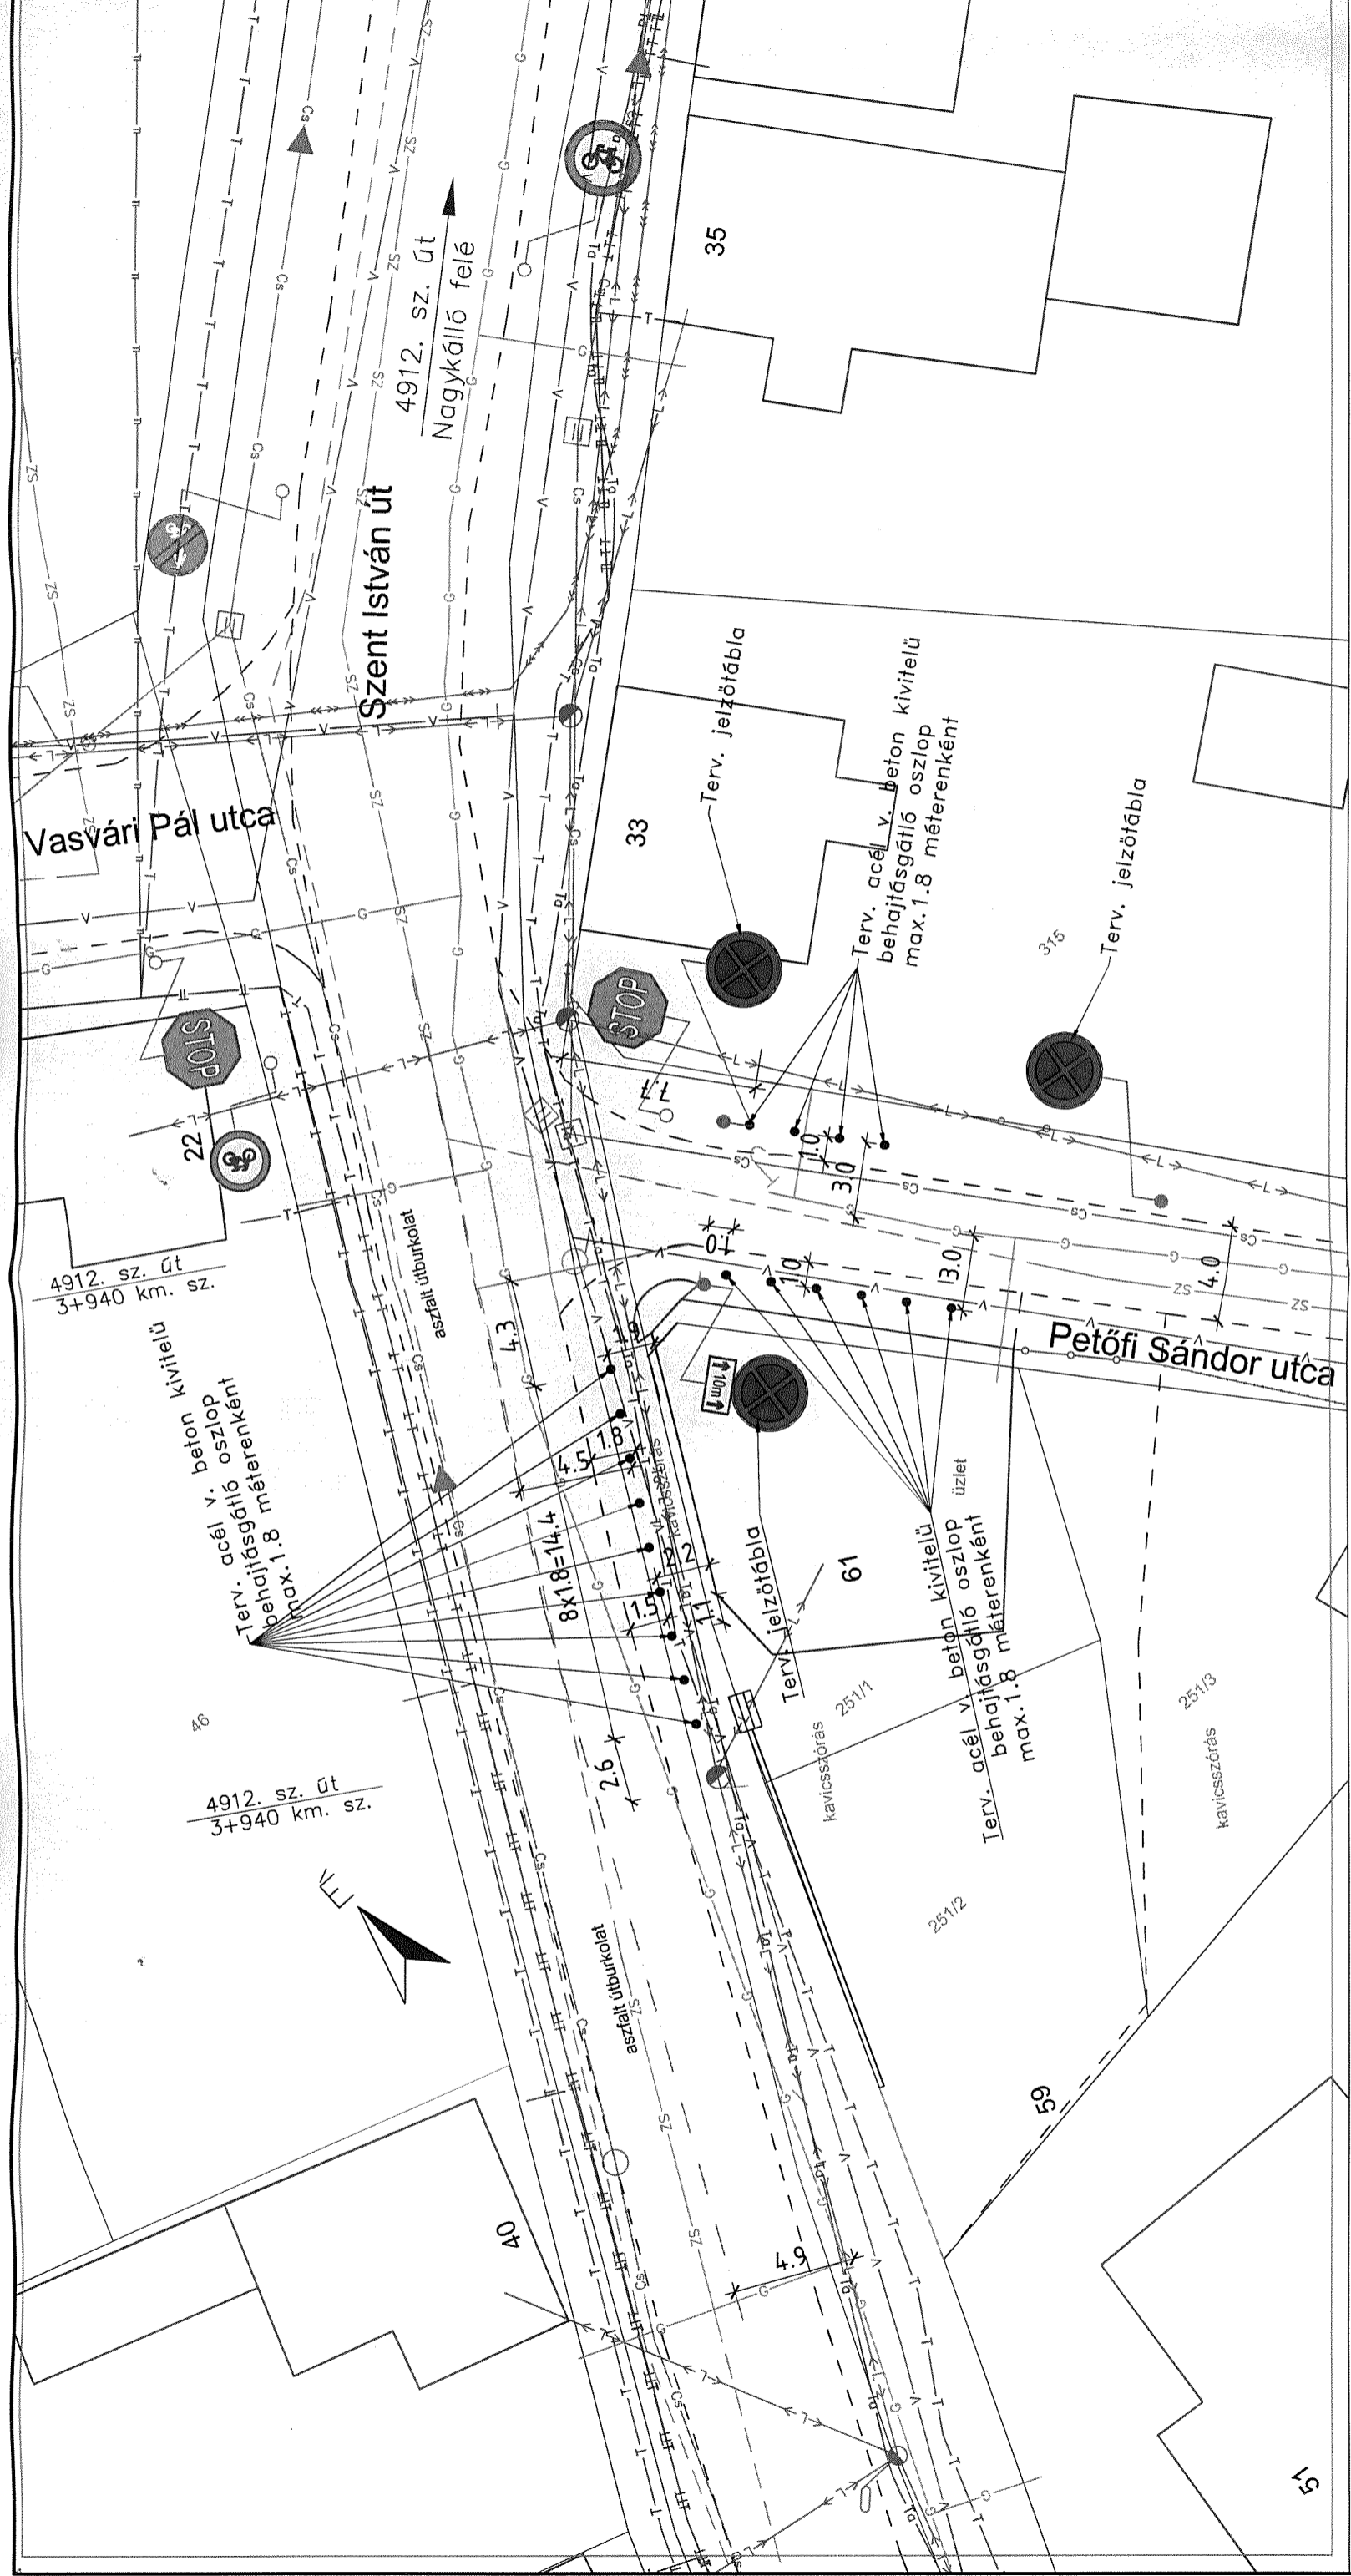 4912. sz. út
Nagykálló felé
Szent István út
35
Vasvári Pál utca
33
Terv. jelzőtábla
Terv. acél v. beton kivitelű
behajtásgátló oszlop
max.1.8 méterenként
Terv. jelzőtábla
315
STOP
STOP
22
7.7
1.0
3.0
1.0
1.0
3.0
4.0
Petőfi Sándor utca
4912. sz. út
3+940 km. sz.
aszfalt útburkolat
4.3
10m
Terv. acél v. beton kivitelű
behajtásgátló oszlop
max.1.8 méterenként
1.8
4.5
kavicsszórás
8x1.8=14.4
1.5
1.1
2.6
Terv. jelzőtábla
61
üzlet
Terv. acél v. beton kivitelű
behajtásgátló oszlop
max.1.8 méterenként
46
4912. sz. út
3+940 km. sz.
251/1
kavicsszórás
251/3
kavicsszórás
251/2
É
aszfalt útburkolat
59
40
4.9
51